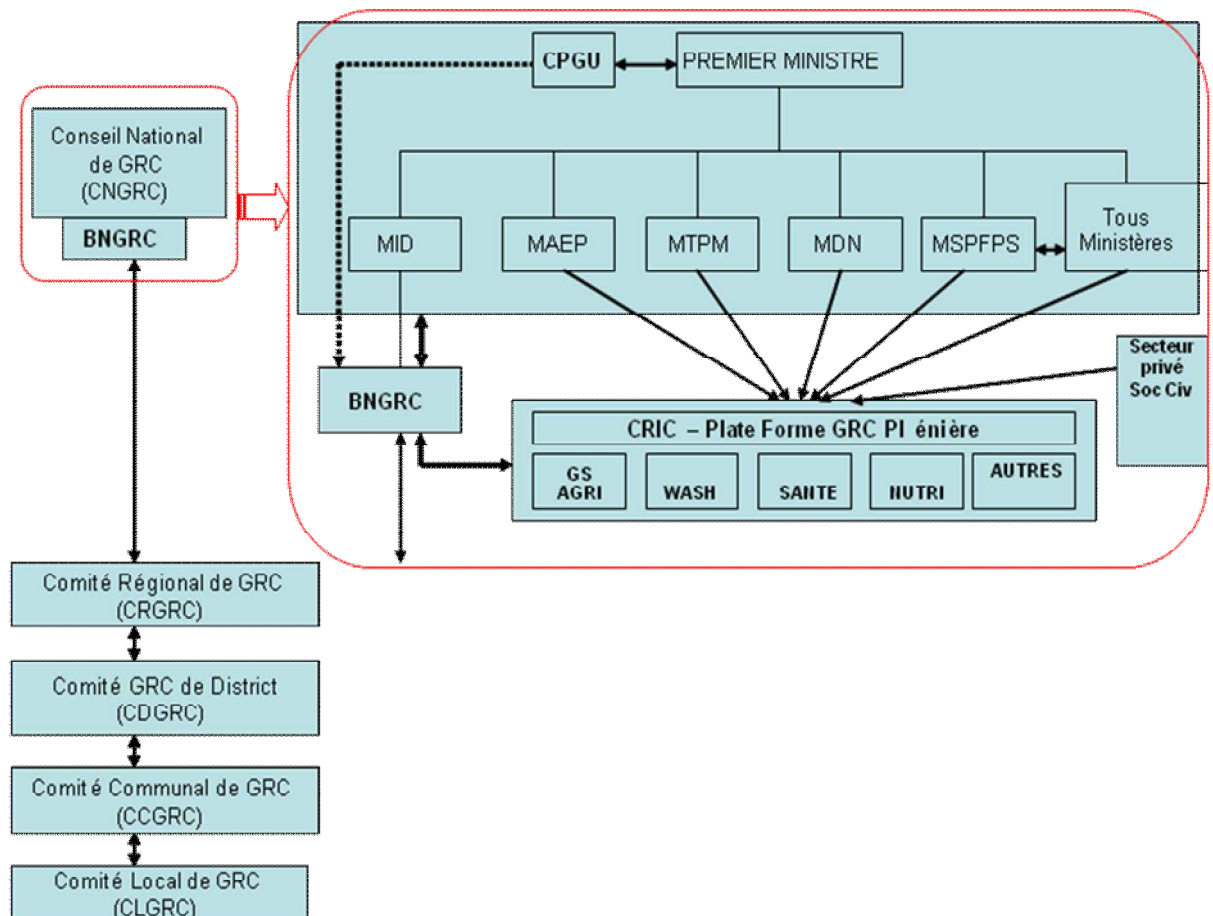 CPGU
PREMIER MINISTRE
Conseil National
de GRC
(CNGRC)
BNGRC
MID
MAEP
MTPM
MDN
MSPFPS
Tous
Ministères
Secteur
privé
Soc Civ
BNGRC
CRIC – Plate Forme GRC Pl énière
GS
AGRI
WASH
SANTE
NUTRI
AUTRES
Comité Régional de GRC
(CRGRC)
Comité GRC de District
(CDGRC)
Comité Communal de GRC
(CCGRC)
Comité Local de GRC
(CLGRC)